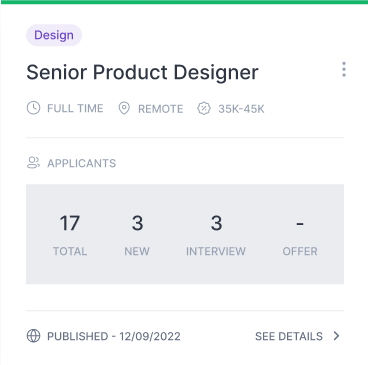 Design
Senior Product Designer
FULL TIME REMOTE 35K-45K
APPLICANTS
17 3 3 -
TOTAL NEW INTERVIEW OFFER
PUBLISHED - 12/09/2022 SEE DETAILS